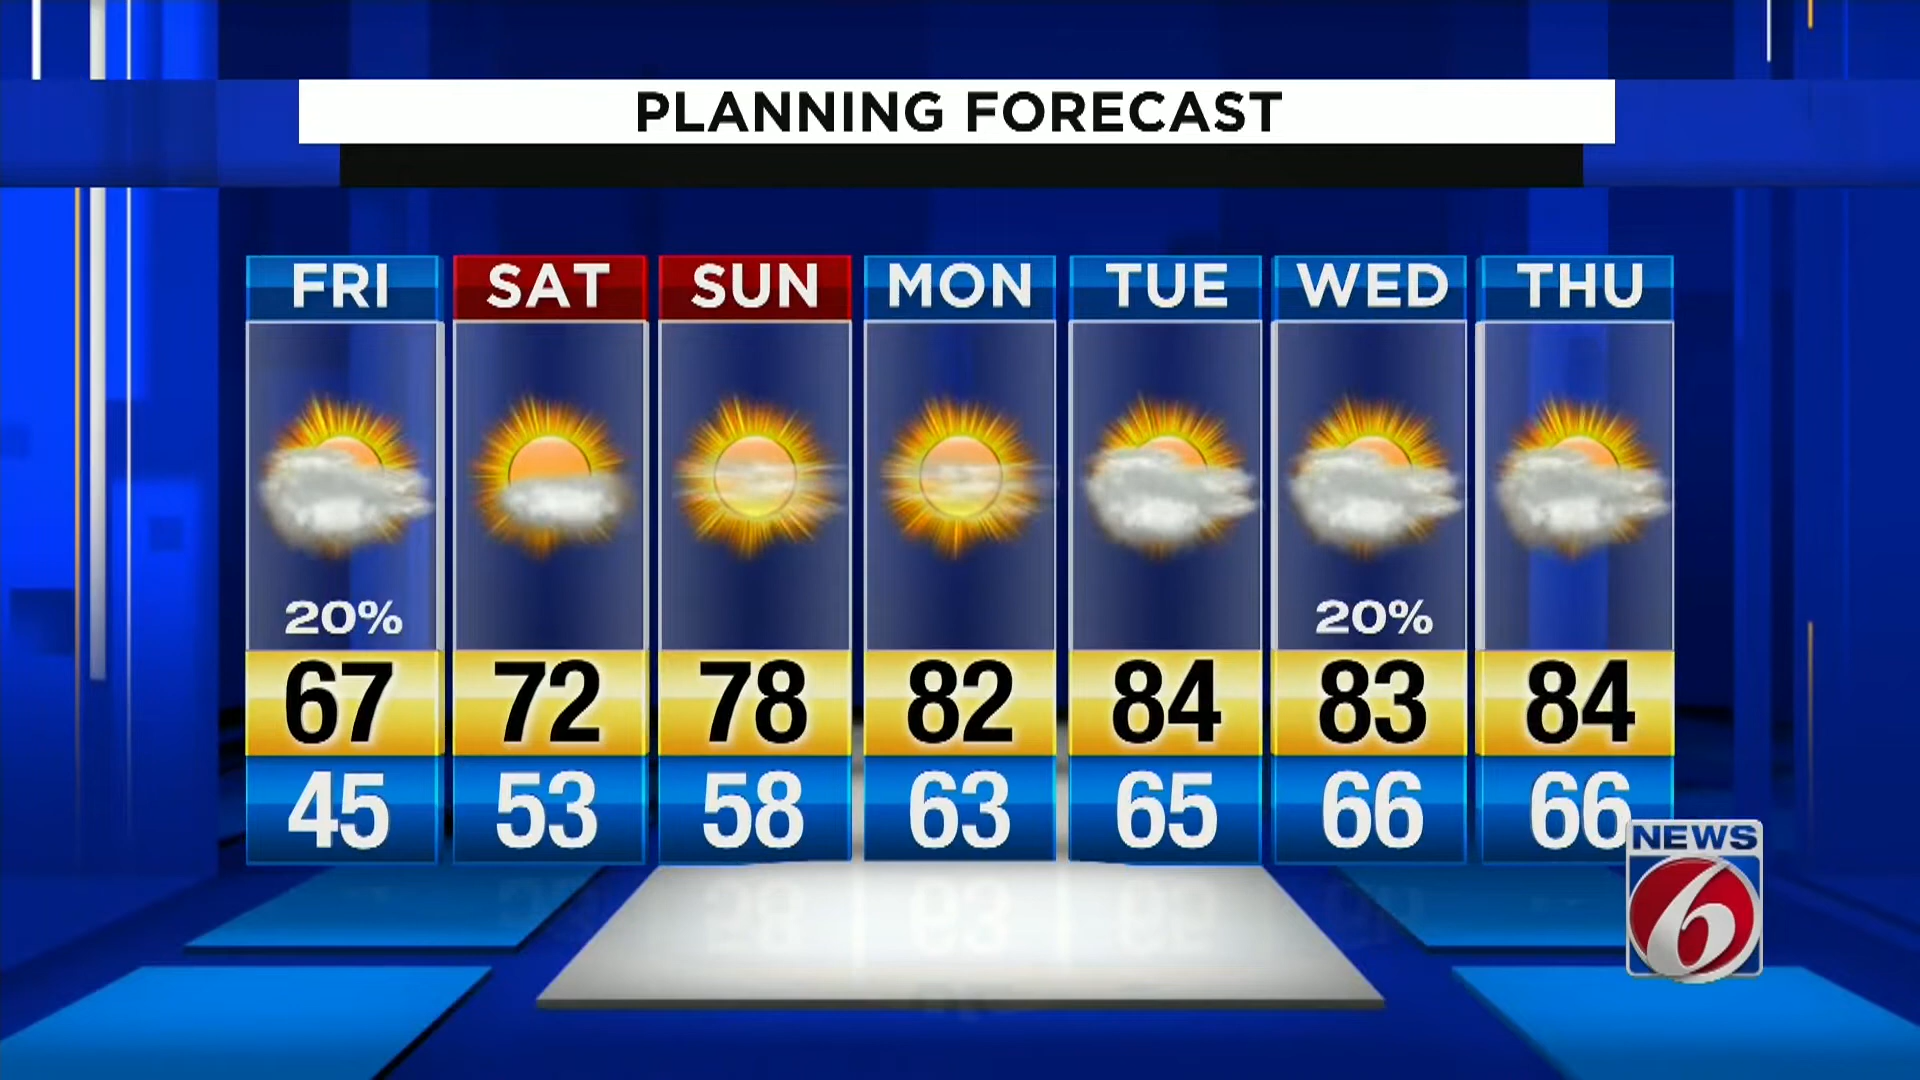 PLANNING FORECAST
FRI SAT SUN MON TUE WED THU
20% 20%
67 72 78 82 84 83 84
45 53 58 63 65 66 66
NEWS
6